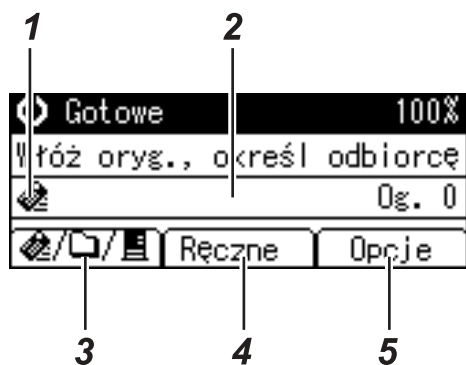 1 2
Gotowe 100%
Włóż oryg., określ odbiorcę
Og. 0
/ / Ręczne Opcje
3 4 5